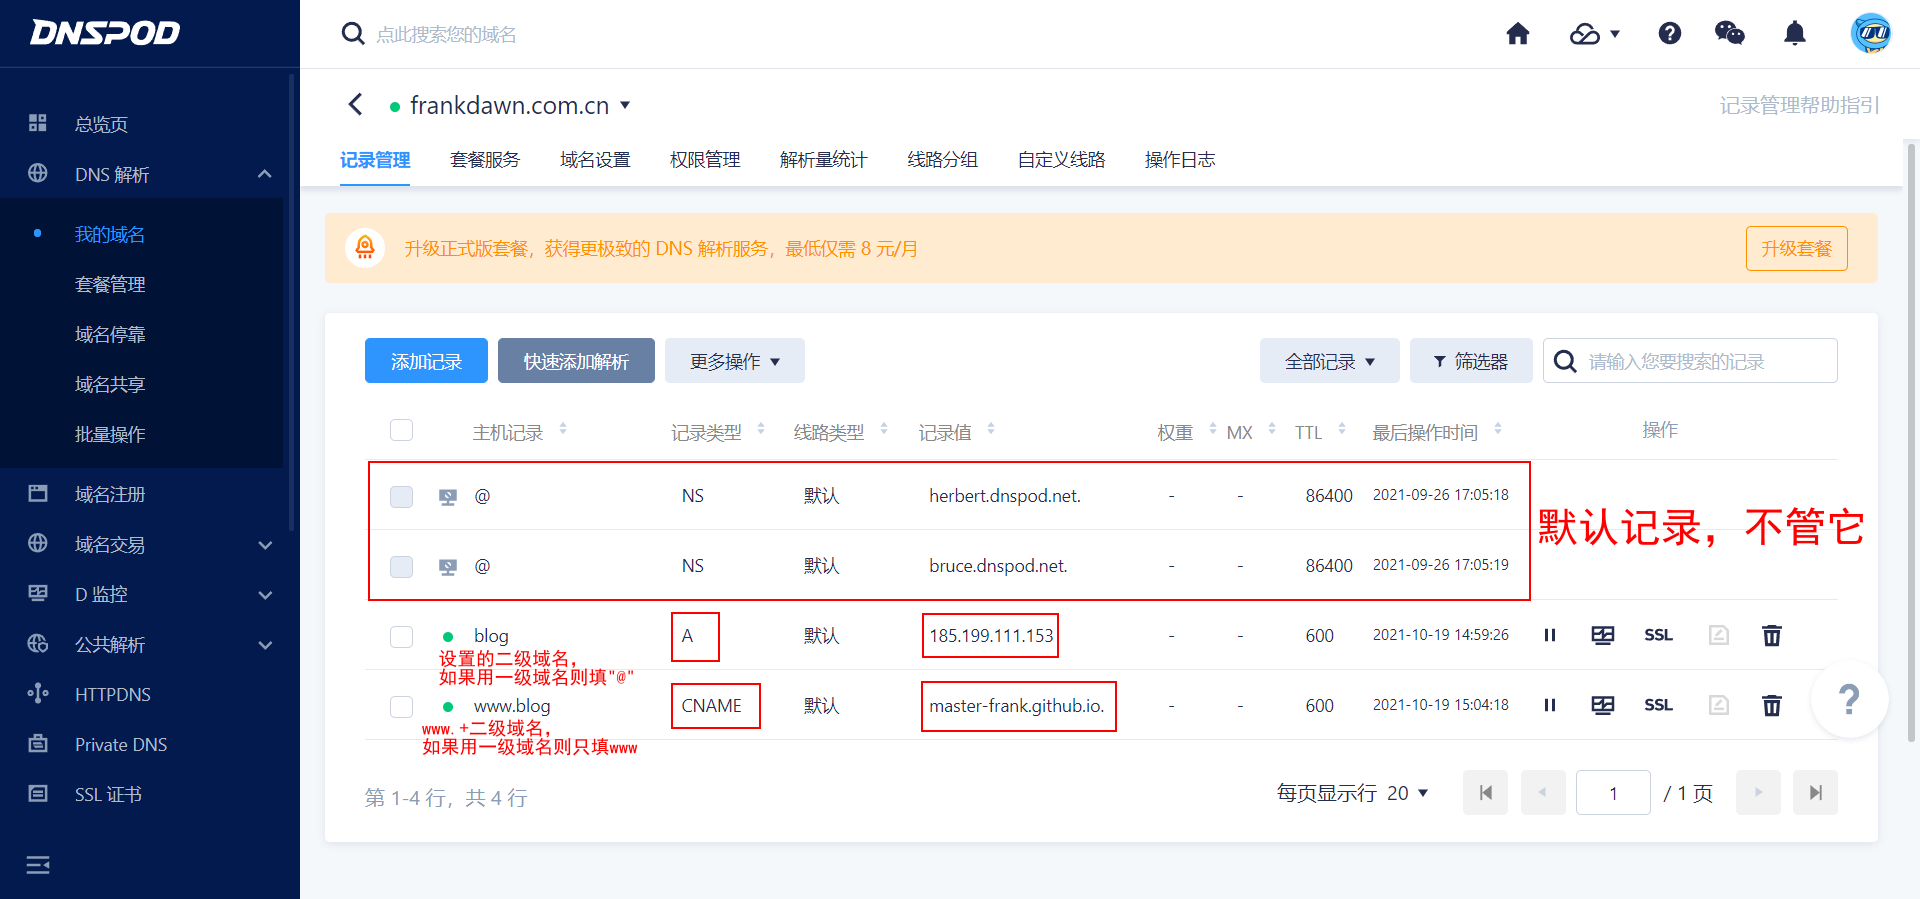 DNSPOD
点此搜索您的域名
总览页
DNS 解析
我的域名
套餐管理
域名停靠
域名共享
批量操作
域名注册
域名交易
D 监控
公共解析
HTTPDNS
Private DNS
SSL 证书
frankdawn.com.cn
记录管理帮助指引
记录管理 套餐服务 域名设置 权限管理 解析量统计 线路分组 自定义线路 操作日志
升级正式版套餐，获得更极致的 DNS 解析服务，最低仅需 8 元/月
升级套餐
添加记录 快速添加解析 更多操作 全部记录 筛选器 请输入您要搜索的记录
主机记录 记录类型 线路类型 记录值 权重 MX TTL 最后操作时间 操作
@ NS 默认 herbert.dnspod.net. - - 86400 2021-09-26 17:05:18
默认记录，不管它
@ NS 默认 bruce.dnspod.net. - - 86400 2021-09-26 17:05:19
blog A 默认 185.199.111.153 - - 600 2021-10-19 14:59:26 SSL
设置的二级域名，
如果用一级域名则填"@"
www.blog CNAME 默认 master-frank.github.io. - - 600 2021-10-19 15:04:18 SSL
www.+二级域名，
如果用一级域名则只填www
第 1-4 行，共 4 行
每页显示行 20 1 / 1 页
?